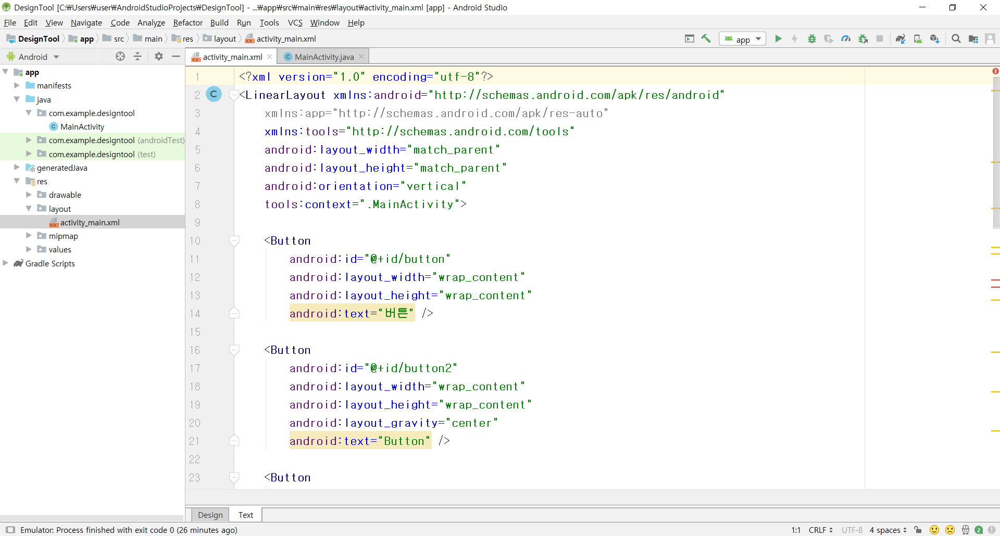 DesignTool [C:₩Users₩user₩AndroidStudioProjects₩DesignTool] - ...₩app₩src₩main₩res₩layout₩activity_main.xml [app] - Android Studio
File Edit View Navigate Code Analyze Refactor Build Run Tools VCS Window Help
DesignTool app src main res layout activity_main.xml app
Android
activity_main.xml MainActivity.java
app
manifests
java
com.example.designtool
MainActivity
com.example.designtool (androidTest)
com.example.designtool (test)
generatedJava
res
drawable
layout
activity_main.xml
mipmap
values
Gradle Scripts
1 <?xml version="1.0" encoding="utf-8"?>
2 C <LinearLayout xmlns:android="http://schemas.android.com/apk/res/android"
3 xmlns:app="http://schemas.android.com/apk/res-auto"
4 xmlns:tools="http://schemas.android.com/tools"
5 android:layout_width="match_parent"
6 android:layout_height="match_parent"
7 android:orientation="vertical"
8 tools:context=".MainActivity">
9
10 <Button
11 android:id="@+id/button"
12 android:layout_width="wrap_content"
13 android:layout_height="wrap_content"
14 android:text="버튼" />
15
16 <Button
17 android:id="@+id/button2"
18 android:layout_width="wrap_content"
19 android:layout_height="wrap_content"
20 android:layout_gravity="center"
21 android:text="Button" />
22
23 <Button
Design Text
Emulator: Process finished with exit code 0 (26 minutes ago) 1:1 CRLF UTF-8 4 spaces 2